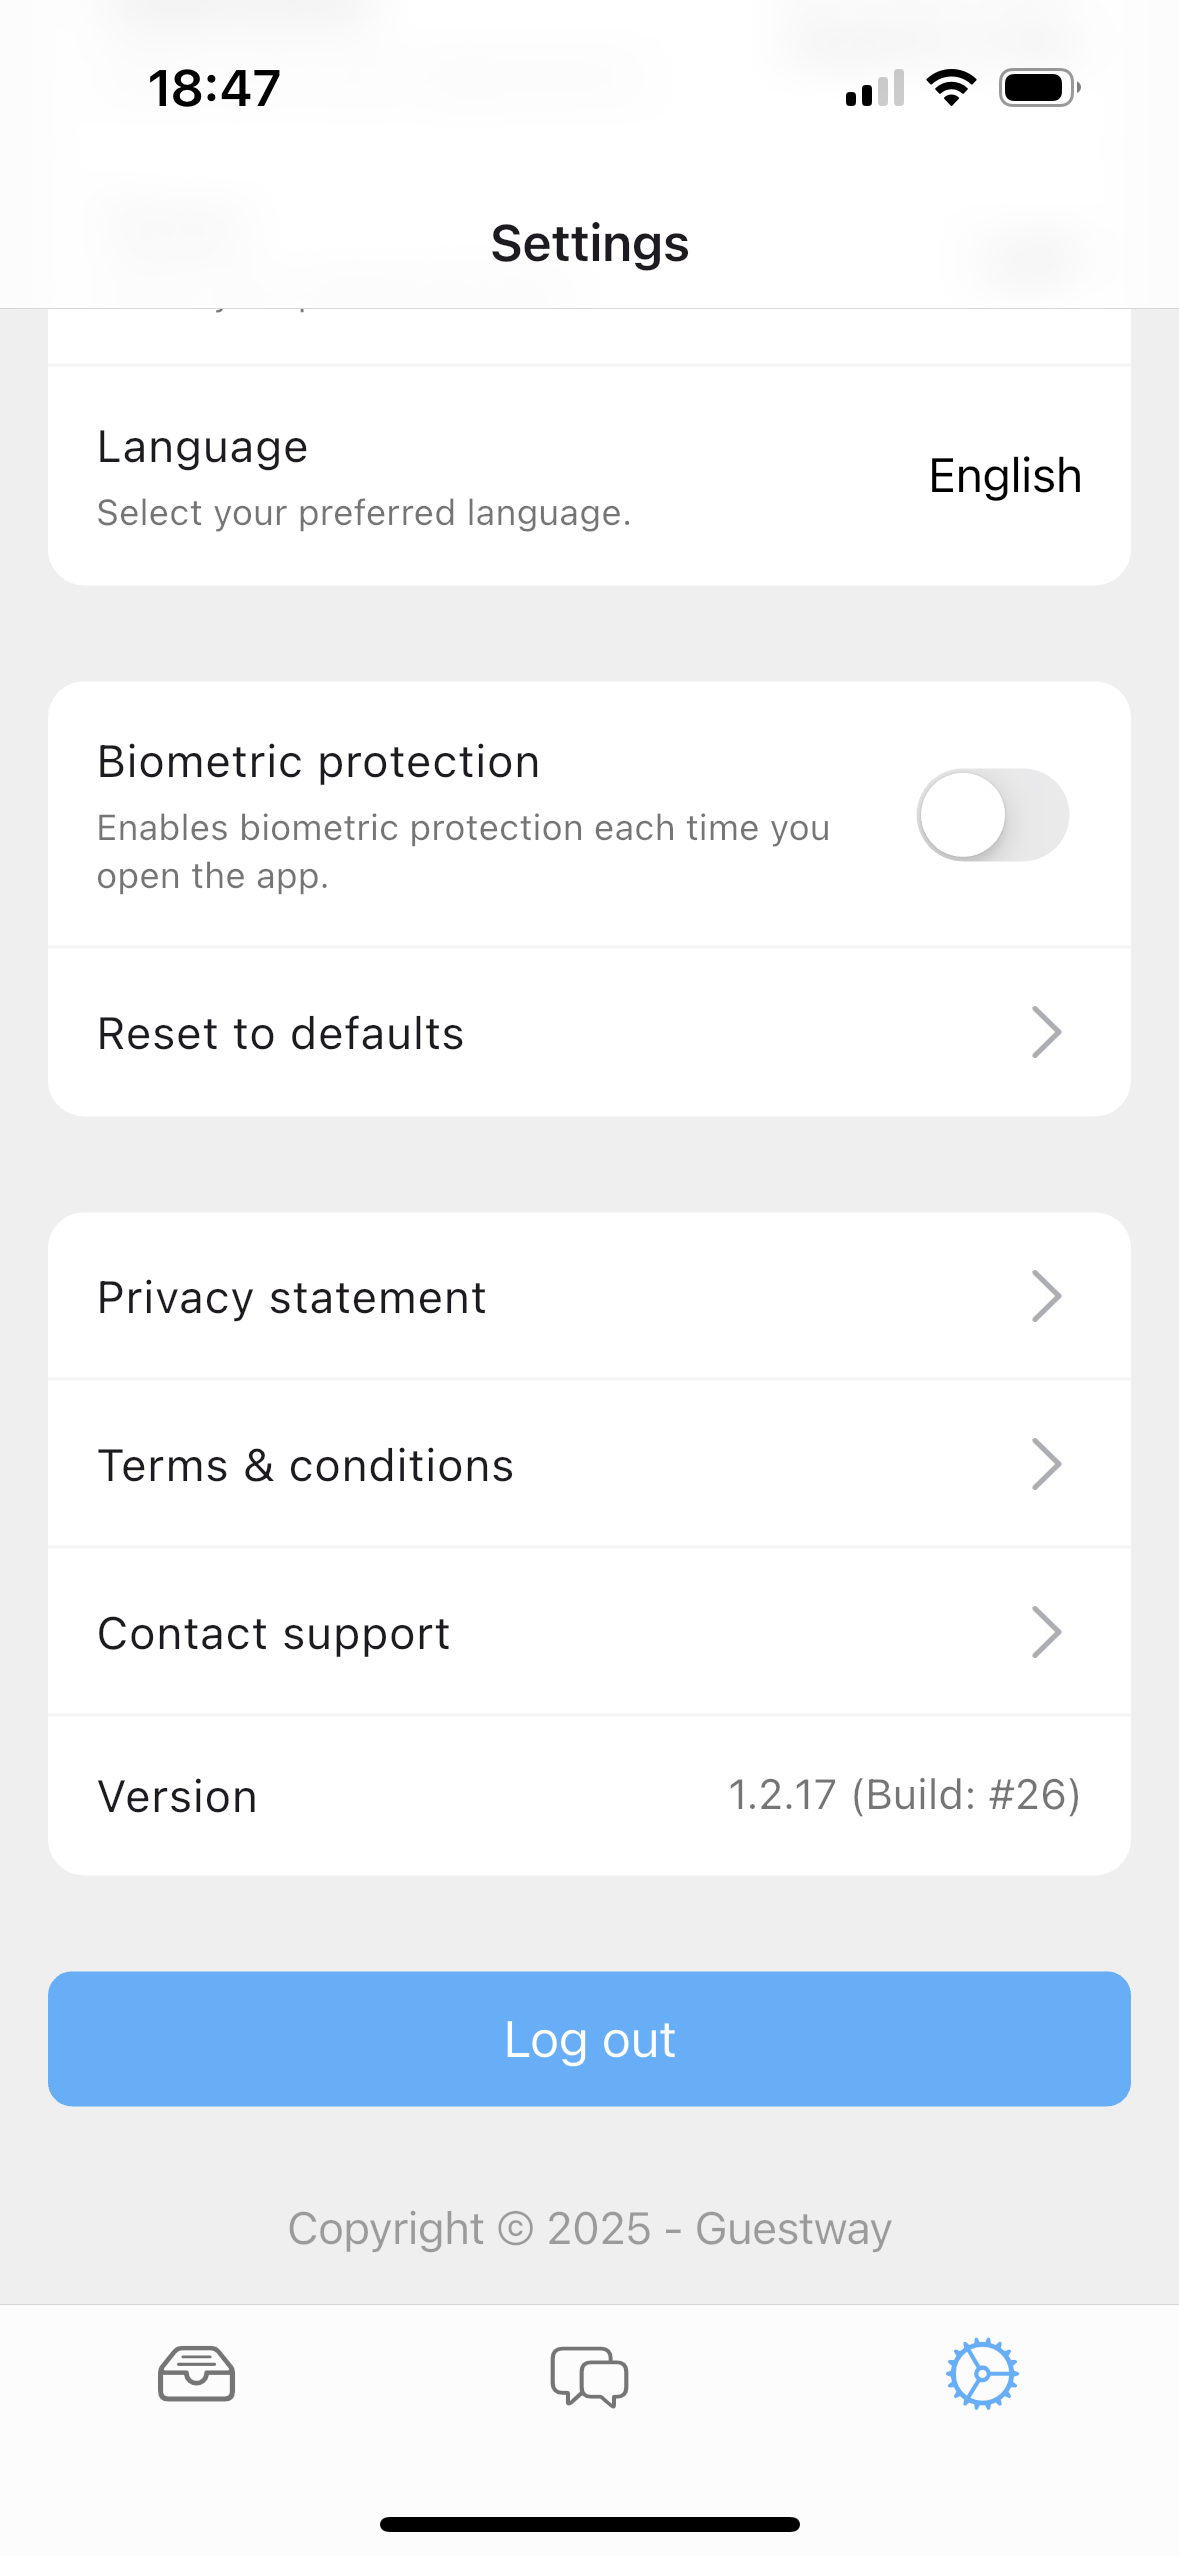 18:47
Settings
Language
English
Select your preferred language.
Biometric protection
Enables biometric protection each time you
open the app.
Reset to defaults
Privacy statement
Terms & conditions
Contact support
Version
1.2.17 (Build: #26)
Log out
Copyright © 2025 - Guestway